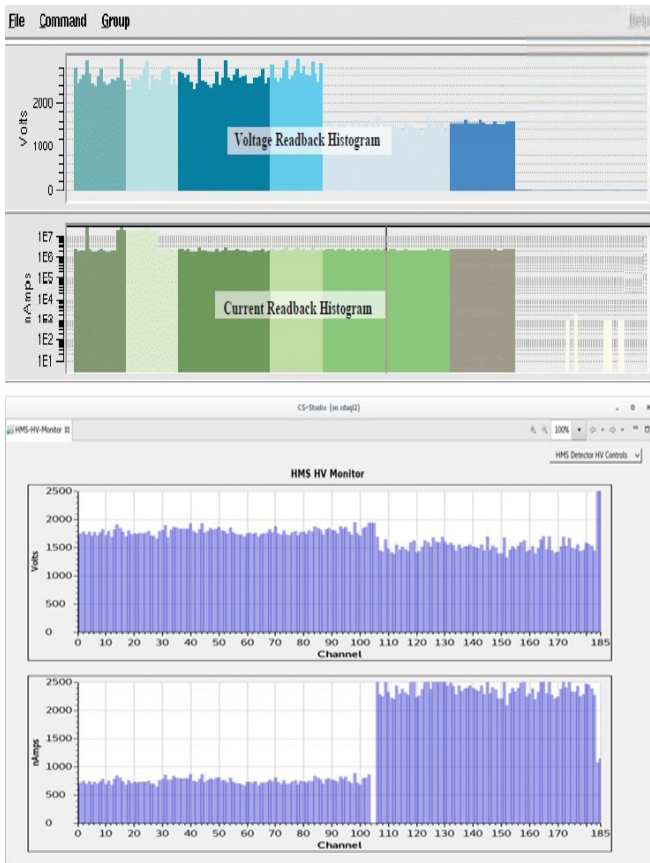 File Command Group Help
Volts
2000
1000
0
Voltage Readback Histogram
nAmps
1E7
1E6
1E5
1E4
1E3
1E2
1E1
Current Readback Histogram
CS-Studio (on cdaql2)
HMS-HV-Monitor
100%
HMS Detector HV Controls
HMS HV Monitor
Volts
2500
2000
1500
1000
500
0
0 10 20 30 40 50 60 70 80 90 100 110 120 130 140 150 160 170 185
Channel
nAmps
2500
2000
1500
1000
500
0
0 10 20 30 40 50 60 70 80 90 100 110 120 130 140 150 160 170 185
Channel